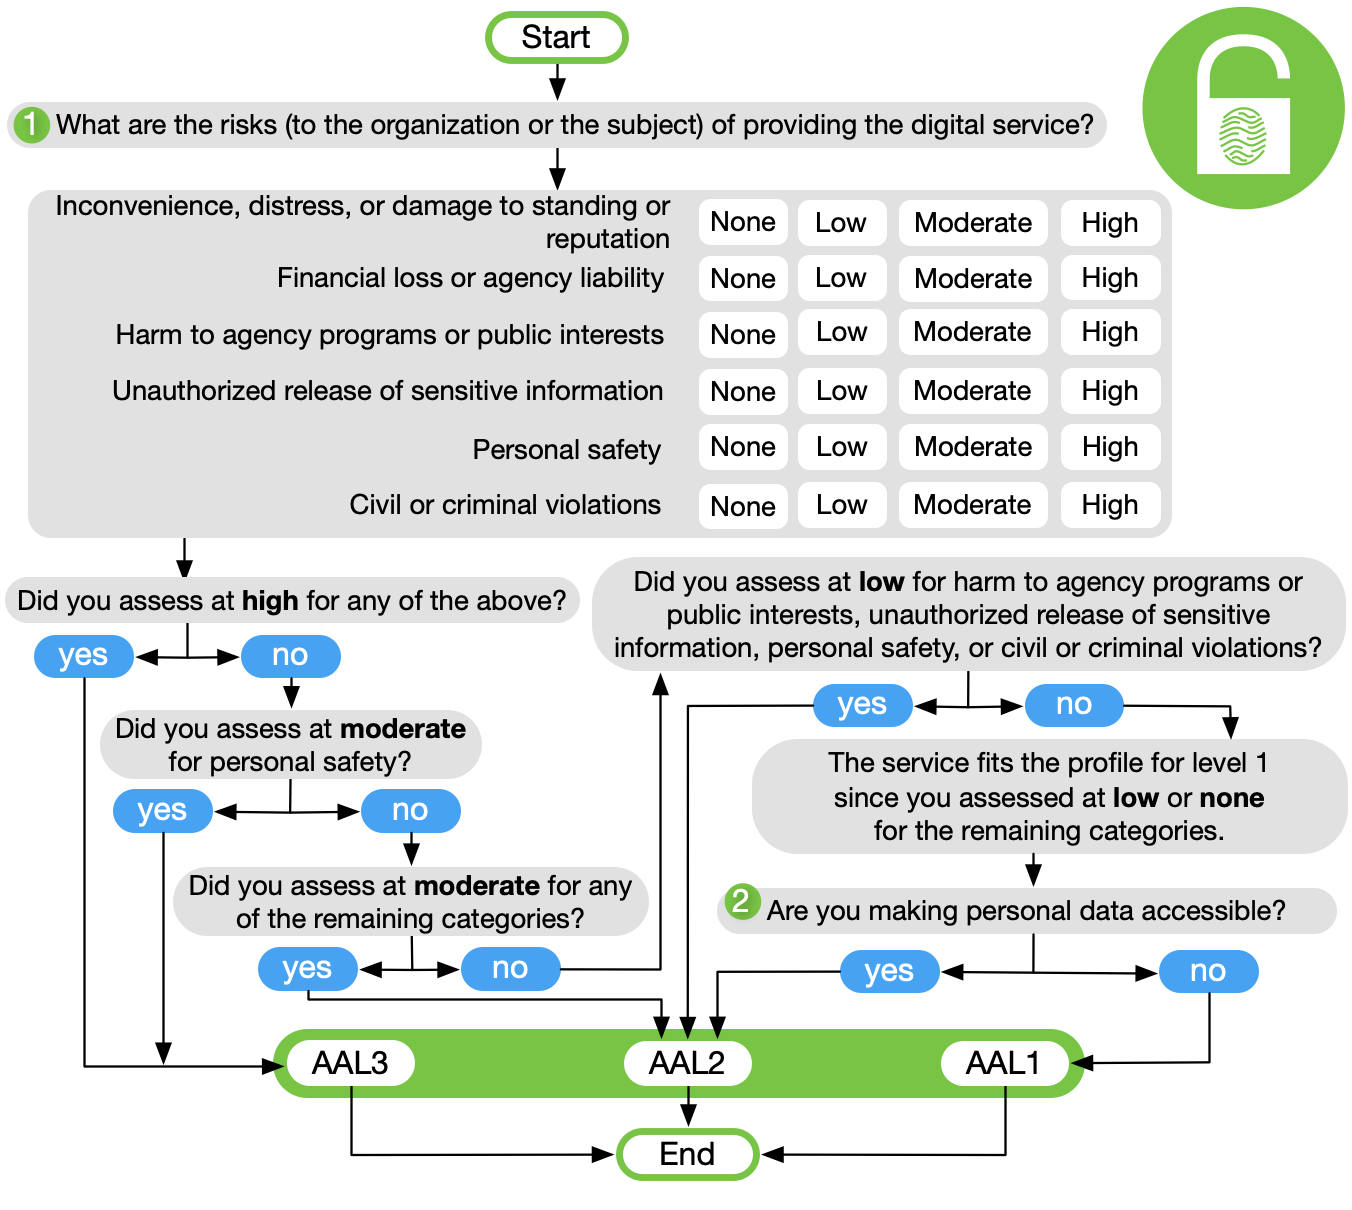 Start
1 What are the risks (to the organization or the subject) of providing the digital service?
Inconvenience, distress, or damage to standing or
reputation
None Low Moderate High
Financial loss or agency liability None Low Moderate High
Harm to agency programs or public interests None Low Moderate High
Unauthorized release of sensitive information None Low Moderate High
Personal safety None Low Moderate High
Civil or criminal violations None Low Moderate High
Did you assess at high for any of the above?
yes no
Did you assess at moderate
for personal safety?
yes no
Did you assess at moderate for any
of the remaining categories?
yes no
Did you assess at low for harm to agency programs or
public interests, unauthorized release of sensitive
information, personal safety, or civil or criminal violations?
yes no
The service fits the profile for level 1
since you assessed at low or none
for the remaining categories.
2 Are you making personal data accessible?
yes no
AAL3 AAL2 AAL1
End